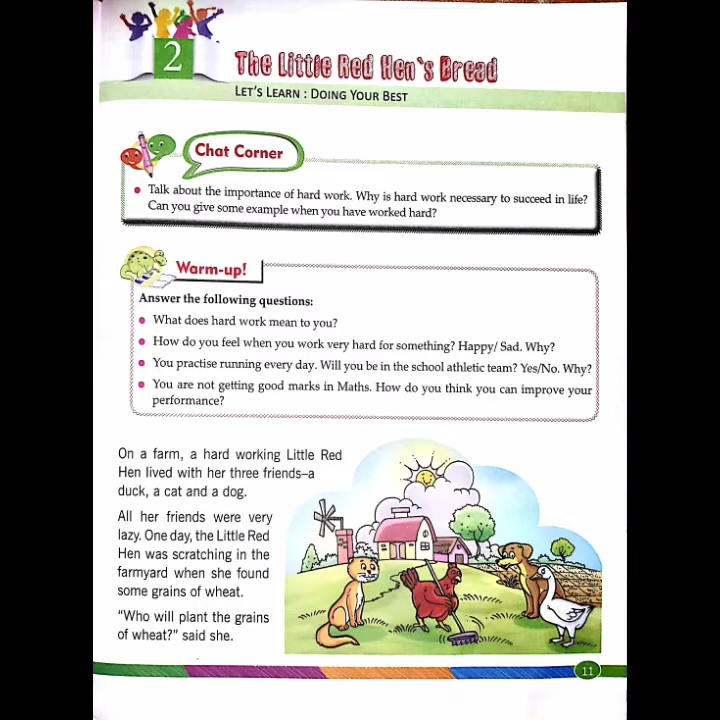 2
The Little Red Hen's Bread
LET'S LEARN : DOING YOUR BEST
Chat Corner
Talk about the importance of hard work. Why is hard work necessary to succeed in life?
Can you give some example when you have worked hard?
Warm-up!
Answer the following questions:
What does hard work mean to you?
How do you feel when you work very hard for something? Happy/ Sad. Why?
You practise running every day. Will you be in the school athletic team? Yes/No. Why?
You are not getting good marks in Maths. How do you think you can improve your
performance?
On a farm, a hard working Little Red
Hen lived with her three friends–a
duck, a cat and a dog.
All her friends were very
lazy. One day, the Little Red
Hen was scratching in the
farmyard when she found
some grains of wheat.
“Who will plant the grains
of wheat?” said she.
11